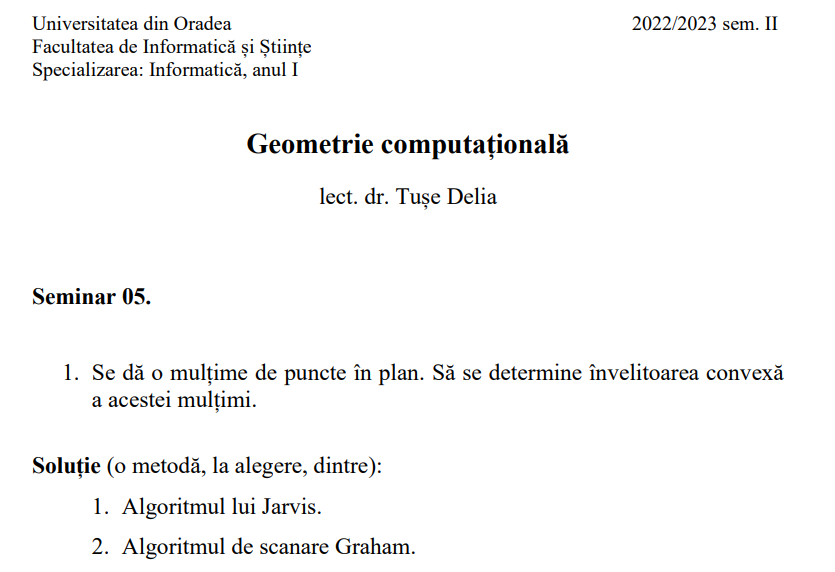 Universitatea din Oradea 2022/2023 sem. II
Facultatea de Informatică și Științe
Specializarea: Informatică, anul I
Geometrie computațională
lect. dr. Tușe Delia
Seminar 05.
1. Se dă o mulțime de puncte în plan. Să se determine învelitoarea convexă
a acestei mulțimi.
Soluție (o metodă, la alegere, dintre):
1. Algoritmul lui Jarvis.
2. Algoritmul de scanare Graham.